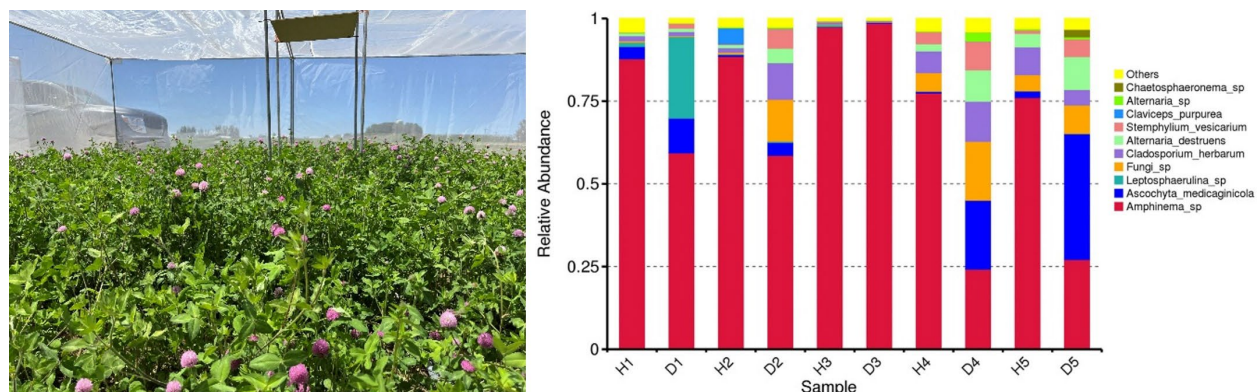 Relative Abundance
1
0.75
0.5
0.25
0
H1 D1 H2 D2 H3 D3 H4 D4 H5 D5
Sample
Others
Chaetosphaeronema_sp
Alternaria_sp
Claviceps_purpurea
Stemphylium_vesicarium
Alternaria_destruens
Cladosporium_herbarum
Fungi_sp
Leptosphaerulina_sp
Ascochyta_medicaginicola
Amphinema_sp